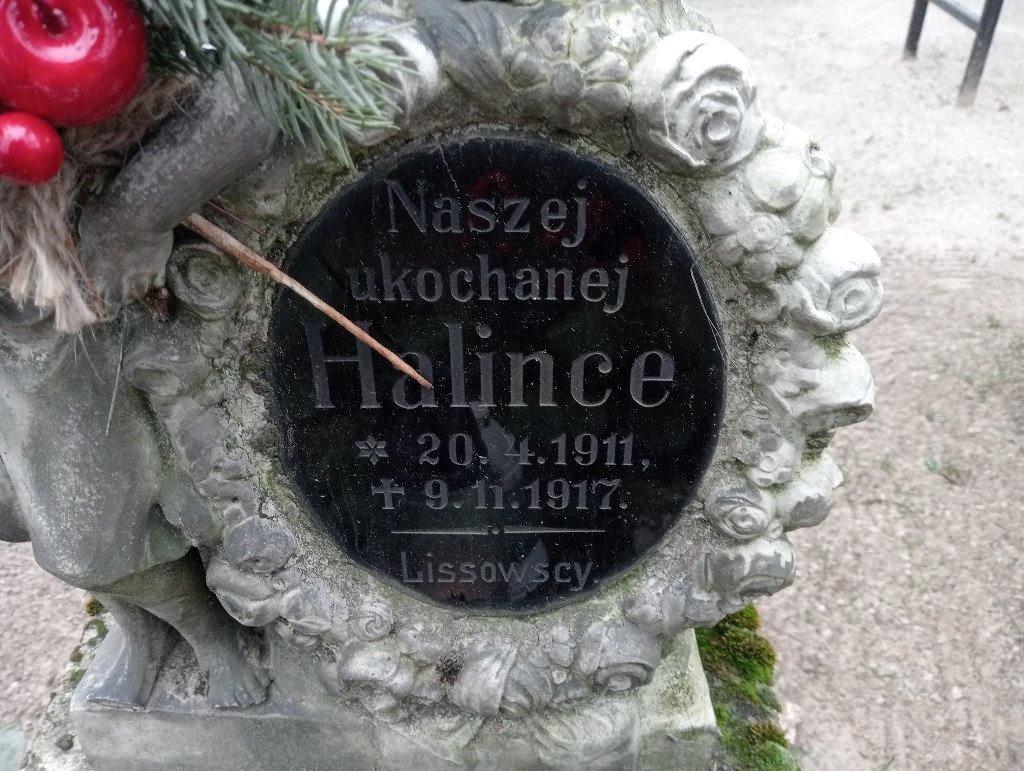 Naszej
ukochanej
Halince
* 20. 4.1911,
✝ 9.11.1917.
Lissowscy.